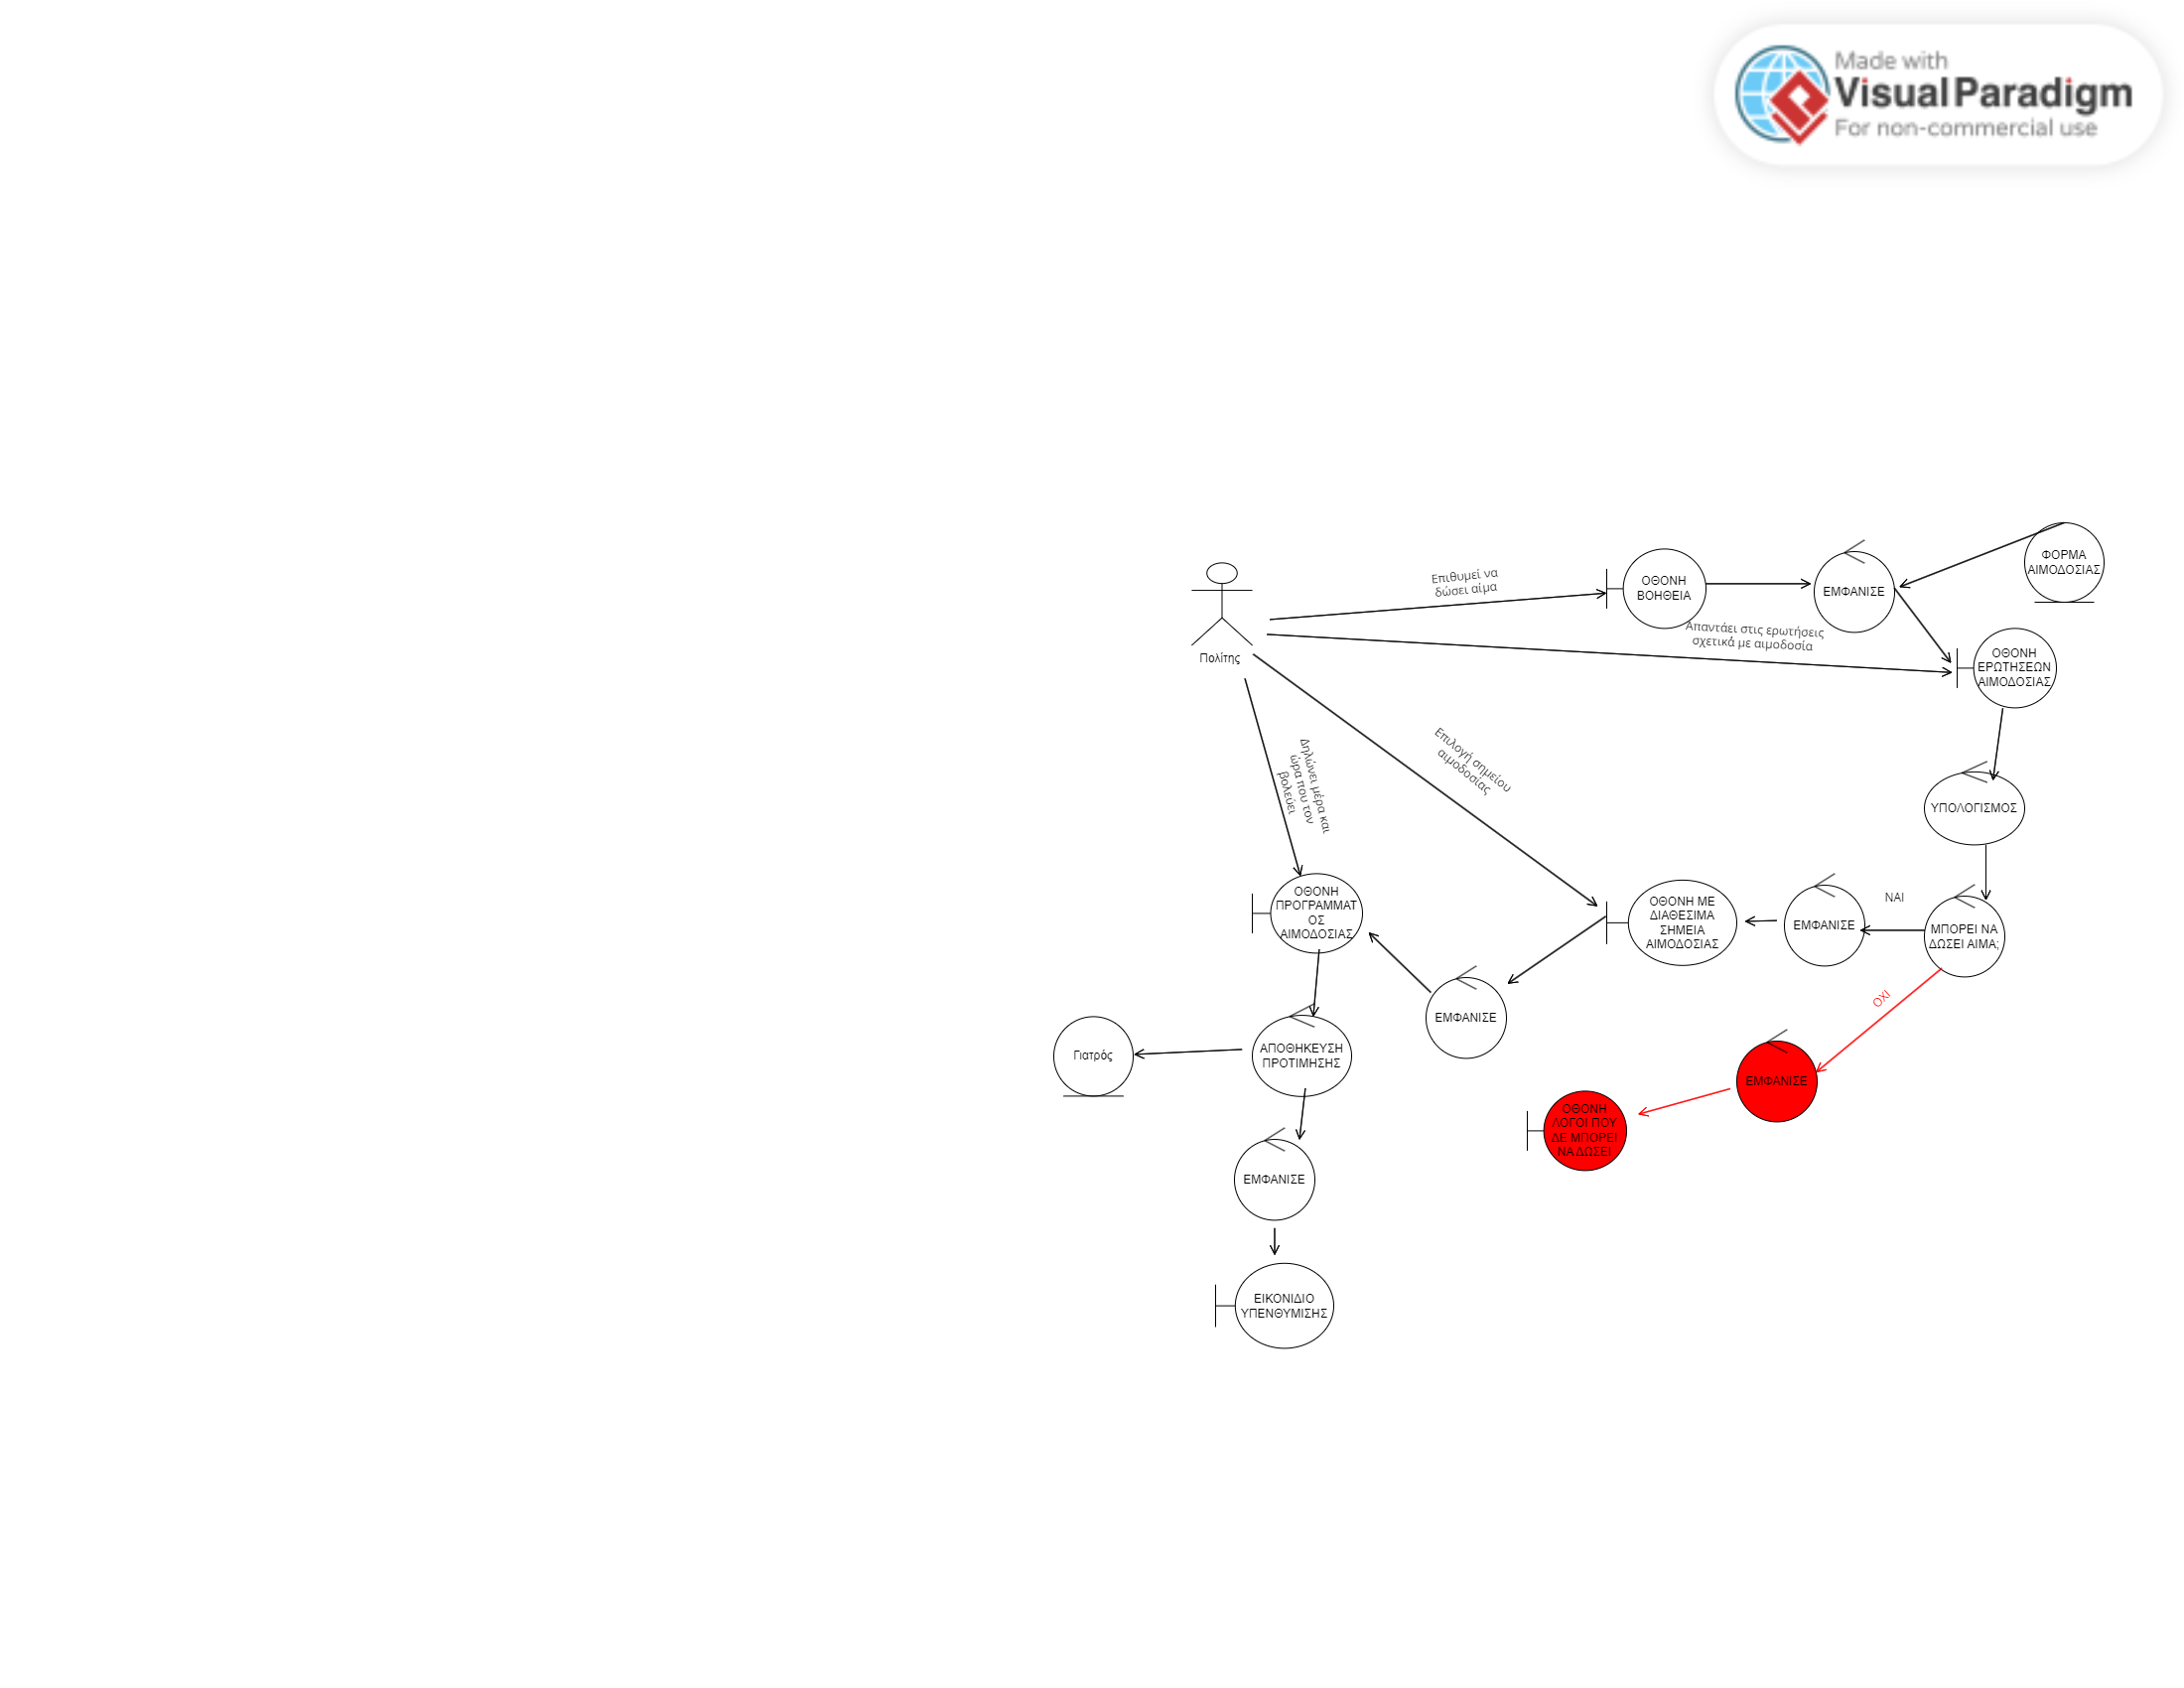 Made with
Visual Paradigm
For non-commercial use
ΦΟΡΜΑ
ΑΙΜΟΔΟΣΙΑΣ
ΟΘΟΝΗ
ΒΟΗΘΕΙΑ
ΕΜΦΑΝΙΣΕ
Επιθυμεί να
δώσει αίμα
Απαντάει στις ερωτήσεις
σχετικά με αιμοδοσία
Πολίτης
ΟΘΟΝΗ
ΕΡΩΤΗΣΕΩΝ
ΑΙΜΟΔΟΣΙΑΣ
Επιλογή σημείου
αιμοδοσίας
Δηλώνει μέρα και
ώρα που τον
βολεύει
ΥΠΟΛΟΓΙΣΜΟΣ
ΟΘΟΝΗ
ΠΡΟΓΡΑΜΜΑΤ
ΟΣ
ΑΙΜΟΔΟΣΙΑΣ
ΟΘΟΝΗ ΜΕ
ΔΙΑΘΕΣΙΜΑ
ΣΗΜΕΙΑ
ΑΙΜΟΔΟΣΙΑΣ
ΕΜΦΑΝΙΣΕ
ΝΑΙ
ΜΠΟΡΕΙ ΝΑ
ΔΩΣΕΙ ΑΙΜΑ;
ΟΧΙ
ΕΜΦΑΝΙΣΕ
Γιατρός
ΑΠΟΘΗΚΕΥΣΗ
ΠΡΟΤΙΜΗΣΗΣ
ΕΜΦΑΝΙΣΕ
ΟΘΟΝΗ
ΛΟΓΟΙ ΠΟΥ
ΔΕ ΜΠΟΡΕΙ
ΝΑ ΔΩΣΕΙ
ΕΜΦΑΝΙΣΕ
ΕΙΚΟΝΙΔΙΟ
ΥΠΕΝΘΥΜΙΣΗΣ